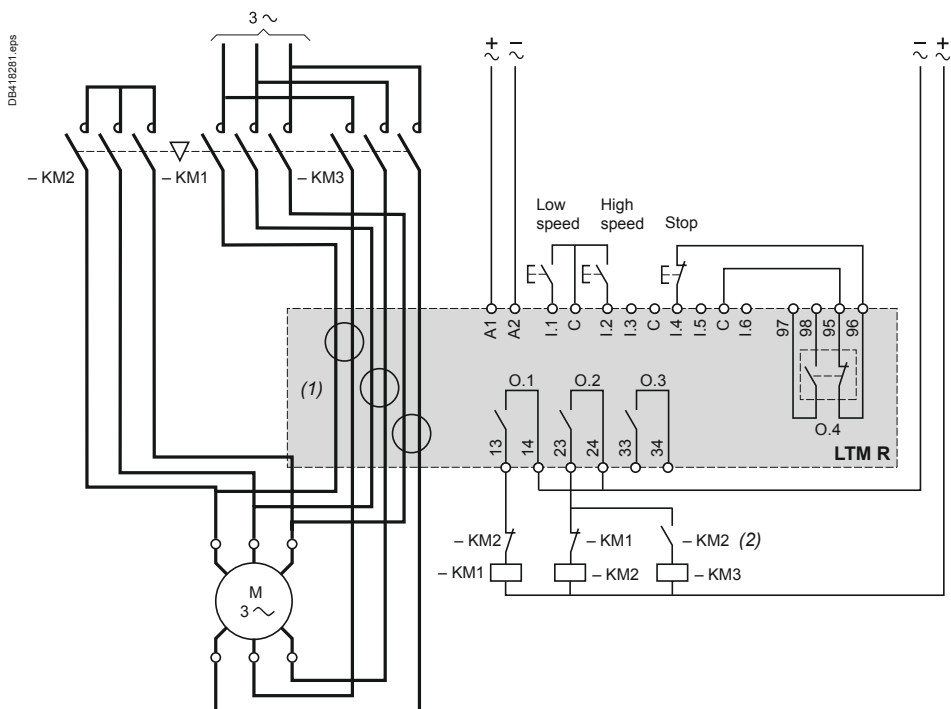 DB418281.eps
3 ∼
+ − − +
∼ ∼ ∼ ∼
– KM2 – KM1 – KM3
Low speed
High speed
Stop
A1 A2 I.1 C I.2 I.3 C I.4 I.5 C I.6 97 98 95 96
(1)
O.1 O.2 O.3
O.4
13 14 23 24 33 34
LTM R
– KM2 – KM1 – KM2 (2)
– KM1 – KM2 – KM3
M
3 ∼